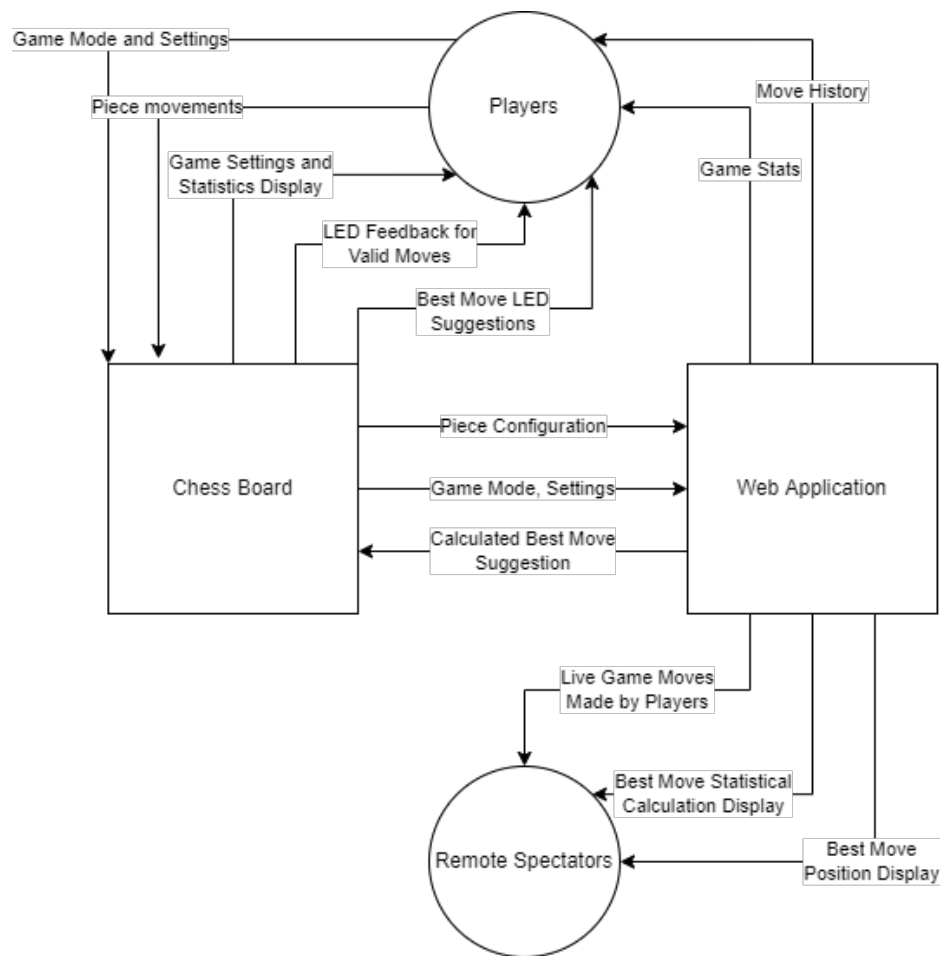 Game Mode and Settings
Players
Piece movements
Move History
Game Settings and
Statistics Display
Game Stats
LED Feedback for
Valid Moves
Best Move LED
Suggestions
Piece Configuration
Chess Board
Game Mode, Settings
Web Application
Calculated Best Move
Suggestion
Live Game Moves
Made by Players
Best Move Statistical
Calculation Display
Remote Spectators
Best Move
Position Display